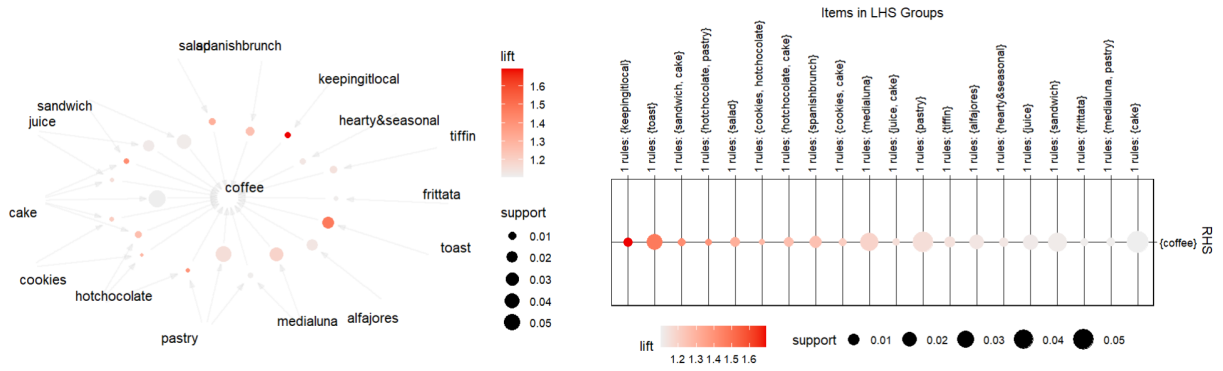 salad
spanishbrunch
keepingitlocal
sandwich
juice
hearty&seasonal
tiffin
coffee
frittata
cake
toast
cookies
hotchocolate
medialuna
alfajores
pastry
lift
1.6
1.5
1.4
1.3
1.2
support
0.01
0.02
0.03
0.04
0.05
Items in LHS Groups
1 rules: {keepingitlocal}
1 rules: {toast}
1 rules: {sandwich, cake}
1 rules: {hotchocolate, pastry}
1 rules: {salad}
1 rules: {cookies, hotchocolate}
1 rules: {hotchocolate, cake}
1 rules: {spanishbrunch}
1 rules: {cookies, cake}
1 rules: {medialuna}
1 rules: {juice, cake}
1 rules: {pastry}
1 rules: {tiffin}
1 rules: {alfajores}
1 rules: {hearty&seasonal}
1 rules: {juice}
1 rules: {sandwich}
1 rules: {frittata}
1 rules: {medialuna, pastry}
1 rules: {cake}
{coffee}
RHS
lift
1.2 1.3 1.4 1.5 1.6
support
0.01 0.02 0.03 0.04 0.05